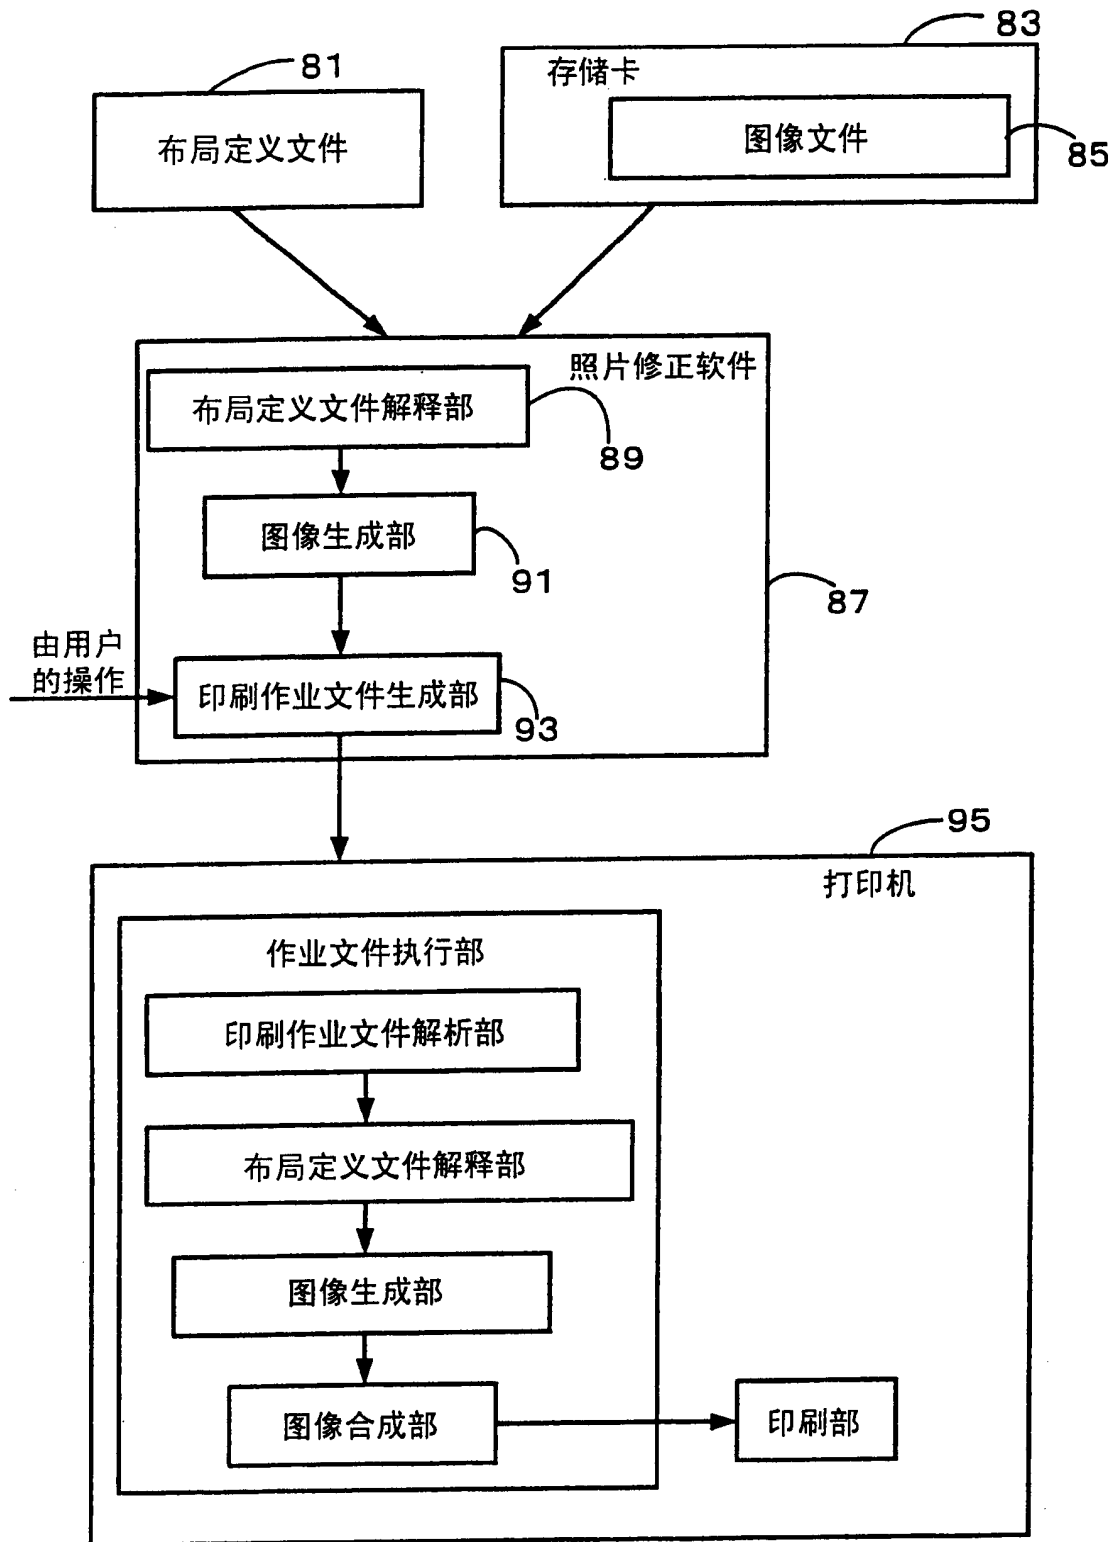 83
81
存储卡
布局定义文件
图像文件
85
照片修正软件
布局定义文件解释部
89
图像生成部
91
87
由用户
的操作
印刷作业文件生成部
93
95
打印机
作业文件执行部
印刷作业文件解析部
布局定义文件解释部
图像生成部
图像合成部
印刷部